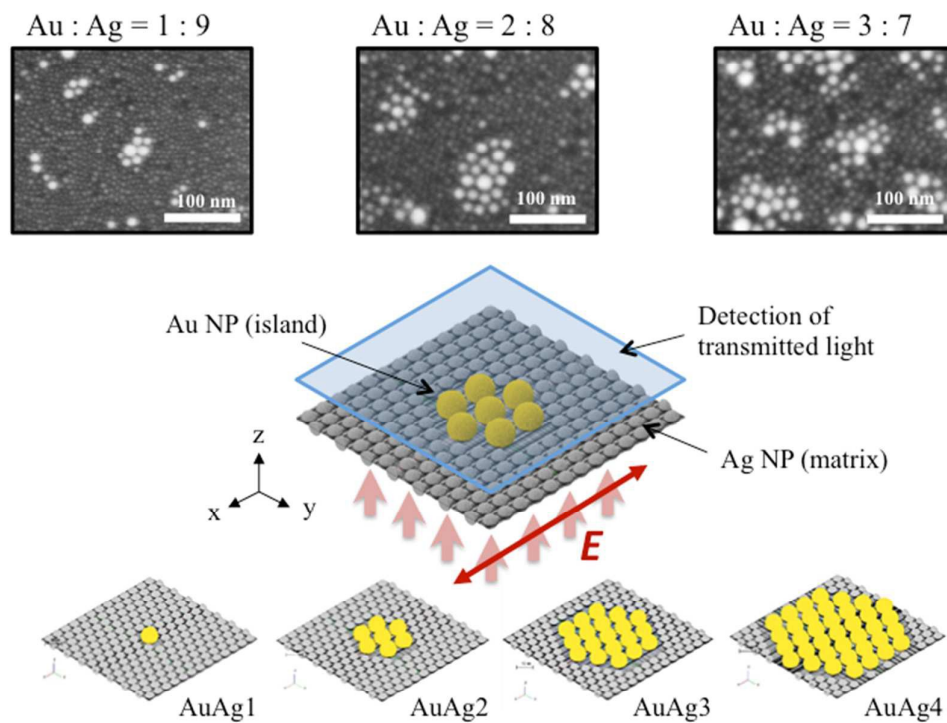 Au : Ag = 1 : 9
Au : Ag = 2 : 8
Au : Ag = 3 : 7
100 nm
100 nm
100 nm
Au NP (island)
Detection of
transmitted light
Ag NP (matrix)
z
x
y
E
AuAg1
AuAg2
AuAg3
AuAg4